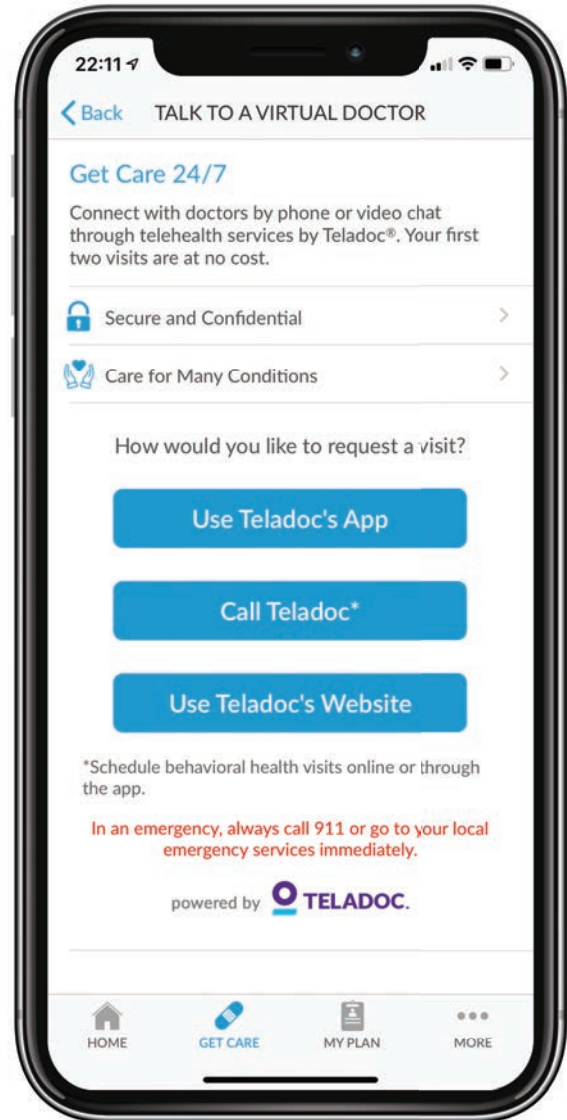 22:11
Back TALK TO A VIRTUAL DOCTOR
Get Care 24/7
Connect with doctors by phone or video chat
through telehealth services by Teladoc®. Your first
two visits are at no cost.
Secure and Confidential
Care for Many Conditions
How would you like to request a visit?
Use Teladoc's App
Call Teladoc*
Use Teladoc's Website
*Schedule behavioral health visits online or through
the app.
In an emergency, always call 911 or go to your local
emergency services immediately.
powered by TELADOC.
HOME GET CARE MY PLAN MORE